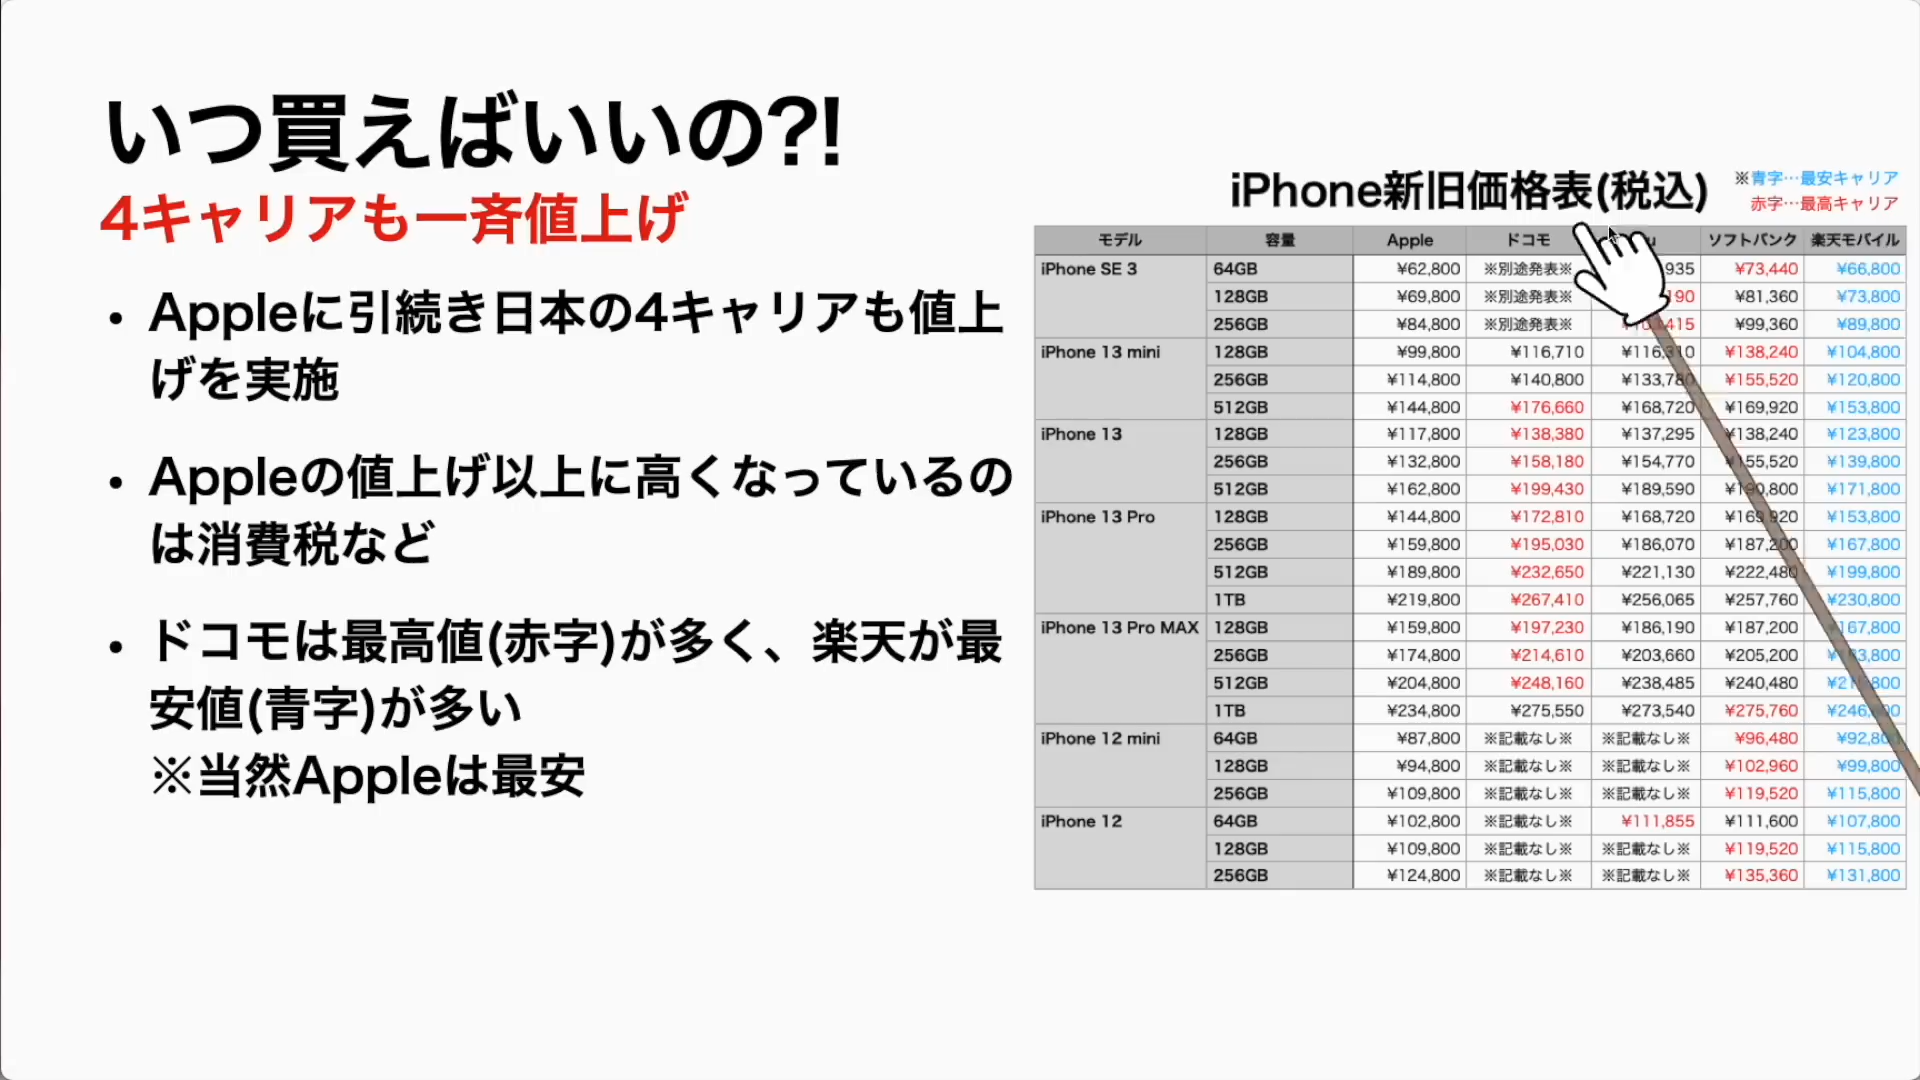 いつ買えばいいの?!
4キャリアも一斉値上げ
• Appleに引続き日本の4キャリアも値上
げを実施
• Appleの値上げ以上に高くなっているの
は消費税など
• ドコモは最高値(赤字)が多く、楽天が最
安値(青字)が多い
※当然Appleは最安
iPhone新旧価格表(税込)
※青字…最安キャリア
赤字…最高キャリア
モデル 容量 Apple ドコモ ソフトバンク 楽天モバイル
iPhone SE 3 64GB ¥62,800 ※別途発表※ ¥73,440 ¥66,800
128GB ¥69,800 ※別途発表※ ¥81,360 ¥73,800
256GB ¥84,800 ※別途発表※ ¥99,360 ¥89,800
iPhone 13 mini 128GB ¥99,800 ¥116,710 ¥116,310 ¥138,240 ¥104,800
256GB ¥114,800 ¥140,800 ¥133,780 ¥155,520 ¥120,800
512GB ¥144,800 ¥176,660 ¥168,720 ¥169,920 ¥153,800
iPhone 13 128GB ¥117,800 ¥138,380 ¥137,295 ¥138,240 ¥123,800
256GB ¥132,800 ¥158,180 ¥154,770 ¥155,520 ¥139,800
512GB ¥162,800 ¥199,430 ¥189,590 ¥190,800 ¥171,800
iPhone 13 Pro 128GB ¥144,800 ¥172,810 ¥168,720 ¥169,920 ¥153,800
256GB ¥159,800 ¥195,030 ¥186,070 ¥187,200 ¥167,800
512GB ¥189,800 ¥232,650 ¥221,130 ¥222,480 ¥199,800
1TB ¥219,800 ¥267,410 ¥256,065 ¥257,760 ¥230,800
iPhone 13 Pro MAX 128GB ¥159,800 ¥197,230 ¥186,190 ¥187,200 ¥167,800
256GB ¥174,800 ¥214,610 ¥203,660 ¥205,200
512GB ¥204,800 ¥248,160 ¥238,485 ¥240,480
1TB ¥234,800 ¥275,550 ¥273,540 ¥275,760
iPhone 12 mini 64GB ¥87,800 ※記載なし※ ※記載なし※ ¥96,480 ¥92,800
128GB ¥94,800 ※記載なし※ ※記載なし※ ¥102,960 ¥99,800
256GB ¥109,800 ※記載なし※ ※記載なし※ ¥119,520 ¥115,800
iPhone 12 64GB ¥102,800 ※記載なし※ ¥111,855 ¥111,600 ¥107,800
128GB ¥109,800 ※記載なし※ ※記載なし※ ¥119,520 ¥115,800
256GB ¥124,800 ※記載なし※ ※記載なし※ ¥135,360 ¥131,800